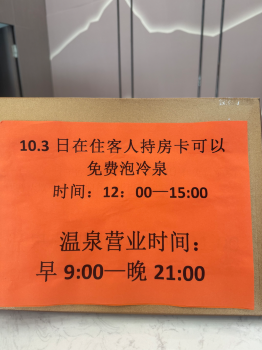 10.3 日在住客人持房卡可以
免费泡冷泉
时间：12：00—15:00
温泉营业时间：
早 9:00—晚 21:00